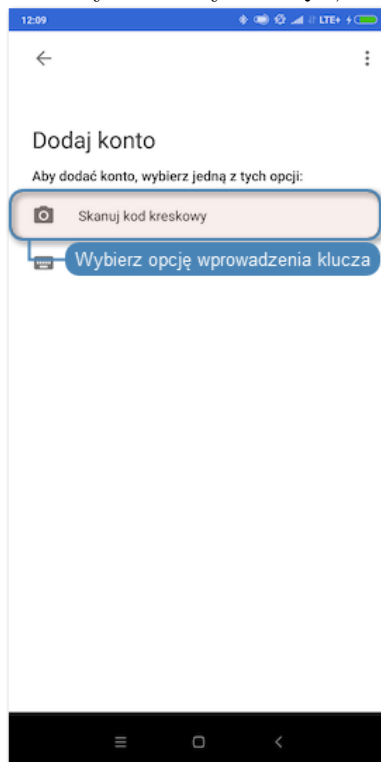 12:09
LTE+
Dodaj konto
Aby dodać konto, wybierz jedną z tych opcji:
Skanuj kod kreskowy
Wybierz opcję wprowadzenia klucza